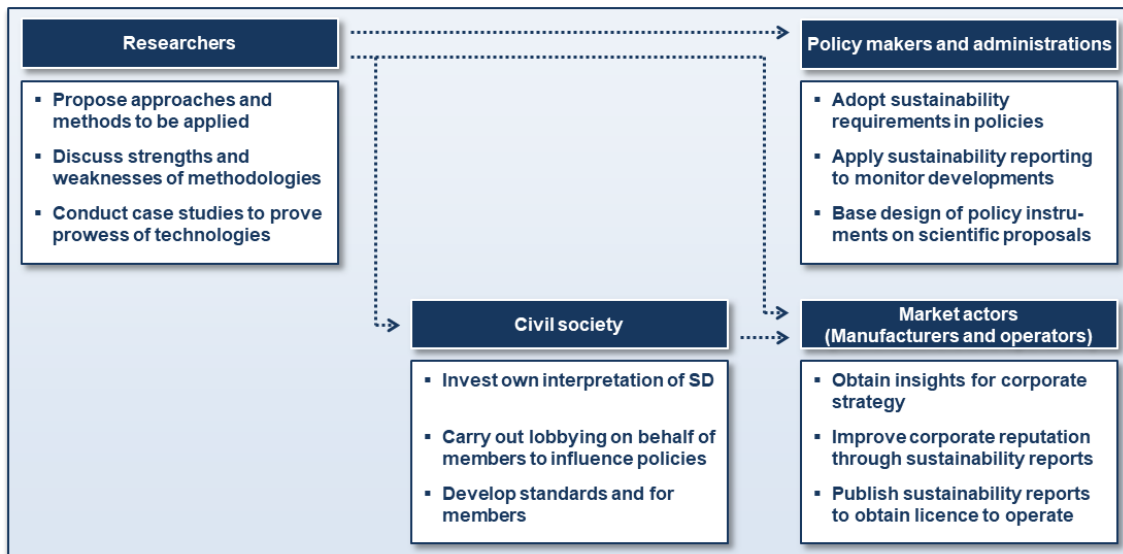 Researchers
▪ Propose approaches and
methods to be applied
▪ Discuss strengths and
weaknesses of methodologies
▪ Conduct case studies to prove
prowess of technologies
Policy makers and administrations
▪ Adopt sustainability
requirements in policies
▪ Apply sustainability reporting
to monitor developments
▪ Base design of policy instru-
ments on scientific proposals
Civil society
▪ Invest own interpretation of SD
▪ Carry out lobbying on behalf of
members to influence policies
▪ Develop standards and for
members
Market actors
(Manufacturers and operators)
▪ Obtain insights for corporate
strategy
▪ Improve corporate reputation
through sustainability reports
▪ Publish sustainability reports
to obtain licence to operate